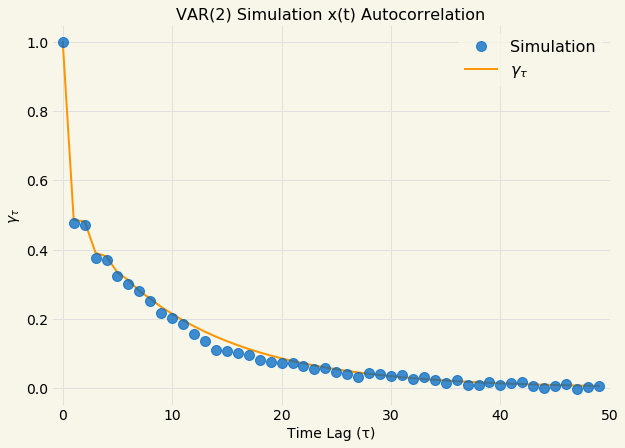 VAR(2) Simulation x(t) Autocorrelation
Simulation
γτ
γτ
1.0
0.8
0.6
0.4
0.2
0.0
0 10 20 30 40 50
Time Lag (τ)